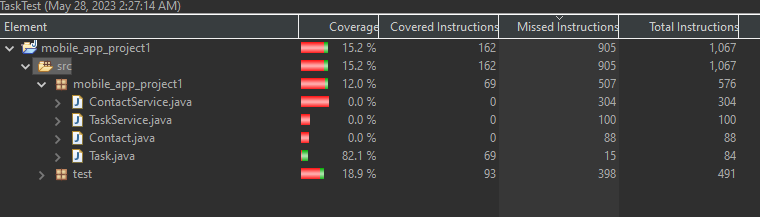 TaskTest (May 28, 2023 2:27:14 AM)
Element Coverage Covered Instructions Missed Instructions Total Instructions
mobile_app_project1 15.2 % 162 905 1,067
src 15.2 % 162 905 1,067
mobile_app_project1 12.0 % 69 507 576
ContactService.java 0.0 % 0 304 304
TaskService.java 0.0 % 0 100 100
Contact.java 0.0 % 0 88 88
Task.java 82.1 % 69 15 84
test 18.9 % 93 398 491